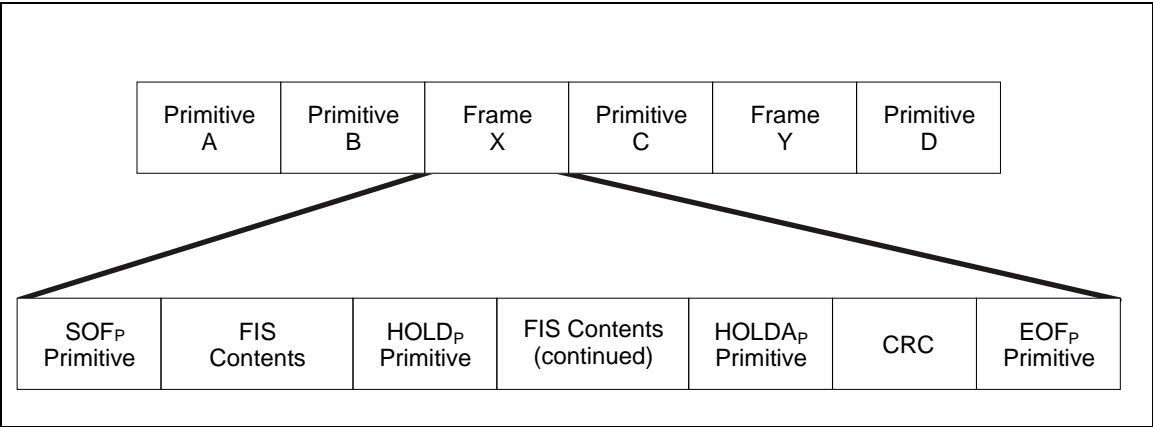 Primitive Primitive Frame Primitive Frame Primitive
A B X C Y D
SOFP FIS HOLDP FIS Contents HOLDAP CRC EOFP
Primitive Contents Primitive (continued) Primitive Primitive